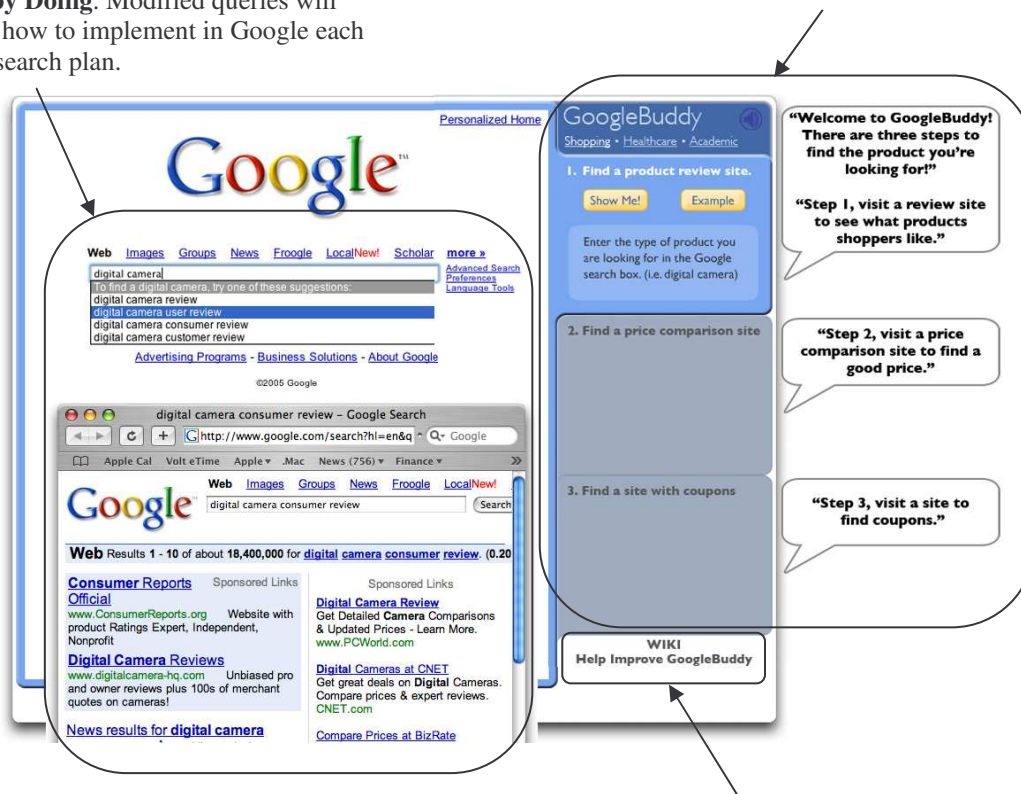 by Doing. Modified queries will
how to implement in Google each
search plan.
Personalized Home
Google™
Web Images Groups News Froogle LocalNew! Scholar more »
digital camera
Advanced Search
Preferences
Language Tools
To find a digital camera, try one of these suggestions:
digital camera review
digital camera user review
digital camera consumer review
digital camera customer review
Advertising Programs - Business Solutions - About Google
©2005 Google
digital camera consumer review – Google Search
http://www.google.com/search?hl=en&q
Google
Apple Cal Volt eTime Apple .Mac News (756) Finance »
Google
Web Images Groups News Froogle LocalNew!
digital camera consumer review
Search
Web Results 1 - 10 of about 18,400,000 for digital camera consumer review. (0.20
Consumer Reports
Official
Sponsored Links
www.ConsumerReports.org Website with
product Ratings Expert, Independent,
Nonprofit
Digital Camera Reviews
www.digitalcamera-hq.com Unbiased pro
and owner reviews plus 100s of merchant
quotes on cameras!
News results for digital camera
Sponsored Links
Digital Camera Review
Get Detailed Camera Comparisons
& Updated Prices - Learn More.
www.PCWorld.com
Digital Cameras at CNET
Get great deals on Digital Cameras.
Compare prices & expert reviews.
CNET.com
Compare Prices at BizRate
GoogleBuddy
Shopping • Healthcare • Academic
1. Find a product review site.
Show Me! Example
Enter the type of product you
are looking for in the Google
search box. (i.e. digital camera)
2. Find a price comparison site
3. Find a site with coupons
WIKI
Help Improve GoogleBuddy
“Welcome to GoogleBuddy!
There are three steps to
find the product you’re
looking for!”
“Step 1, visit a review site
to see what products
shoppers like.”
“Step 2, visit a price
comparison site to find a
good price.”
“Step 3, visit a site to
find coupons.”